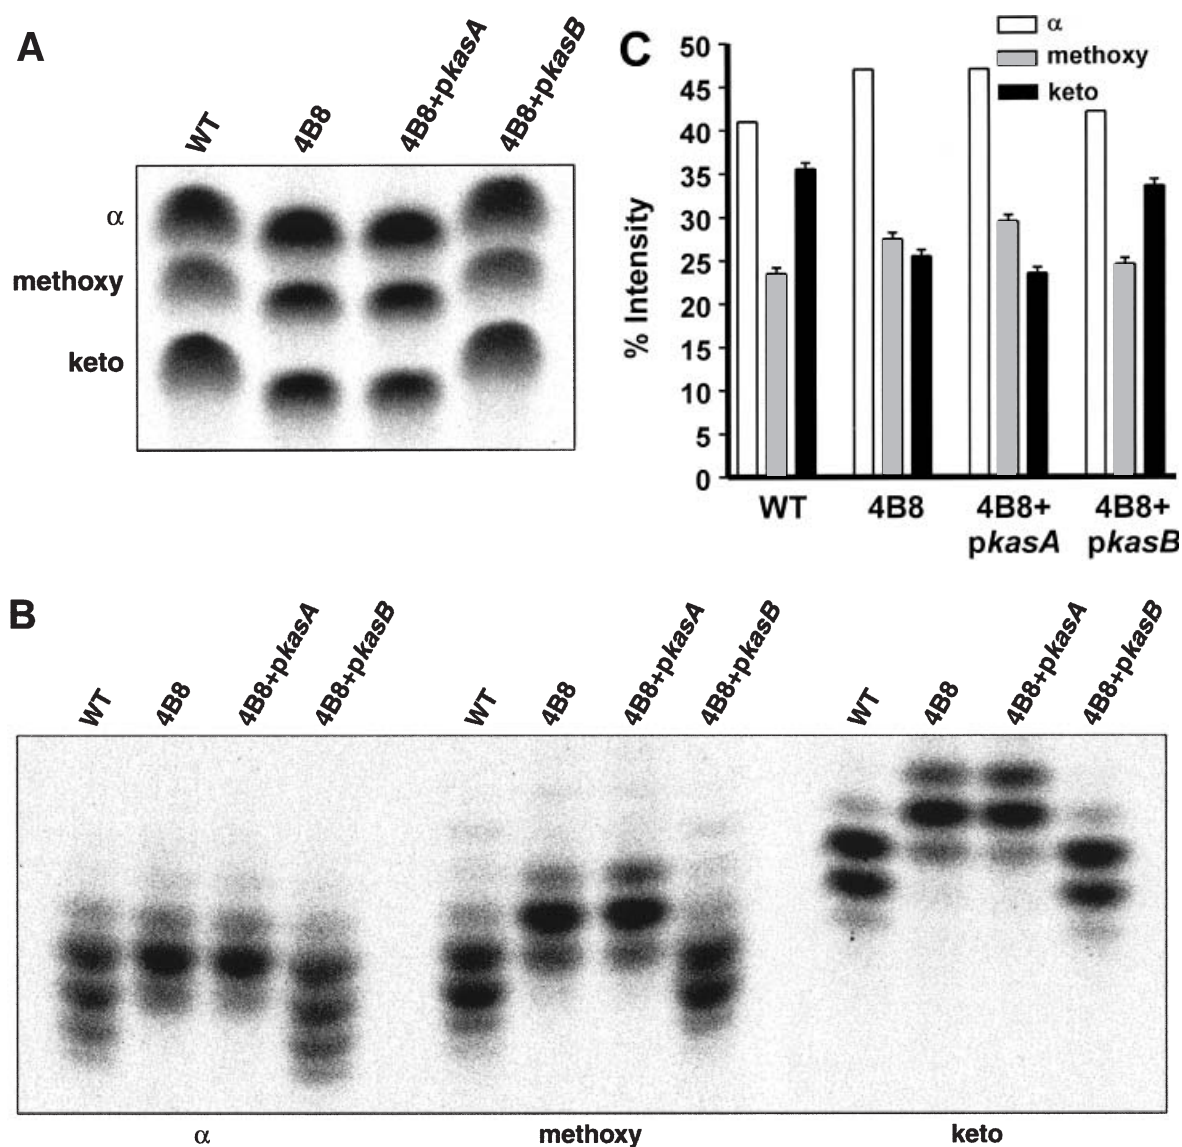 A
WT
4B8
4B8+pkasA
4B8+pkasB
α
methoxy
keto
C
α
methoxy
keto
% Intensity
50
45
40
35
30
25
20
15
10
5
0
WT
4B8
4B8+
pkasA
4B8+
pkasB
B
WT
4B8
4B8+pkasA
4B8+pkasB
WT
4B8
4B8+pkasA
4B8+pkasB
WT
4B8
4B8+pkasA
4B8+pkasB
α
methoxy
keto